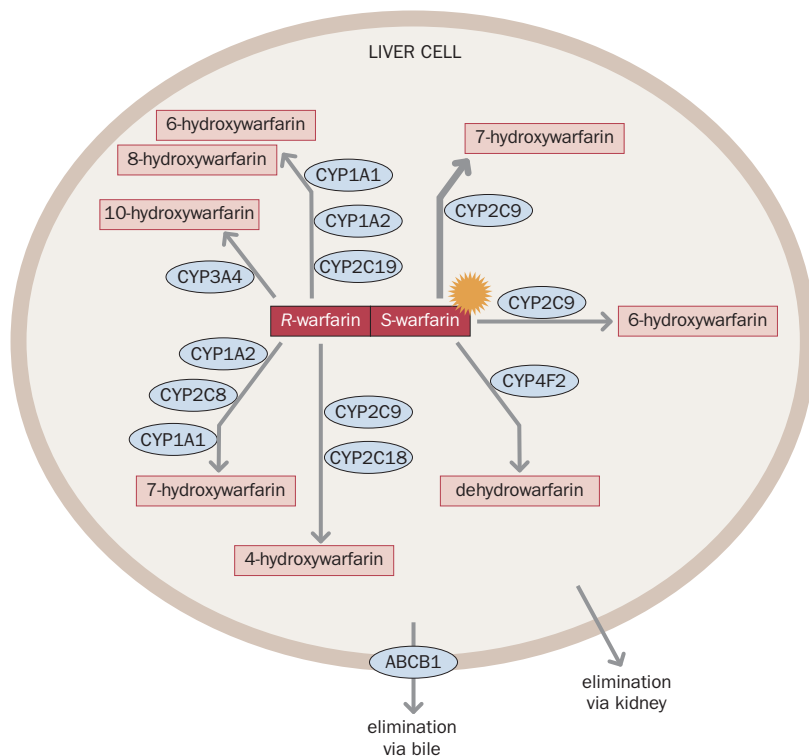 LIVER CELL
6-hydroxywarfarin
8-hydroxywarfarin
7-hydroxywarfarin
CYP1A1
10-hydroxywarfarin
CYP1A2
CYP2C9
CYP3A4
CYP2C19
CYP2C9
R-warfarin
S-warfarin
6-hydroxywarfarin
CYP1A2
CYP4F2
CYP2C8
CYP2C9
CYP1A1
CYP2C18
7-hydroxywarfarin
dehydrowarfarin
4-hydroxywarfarin
ABCB1
elimination
via kidney
elimination
via bile